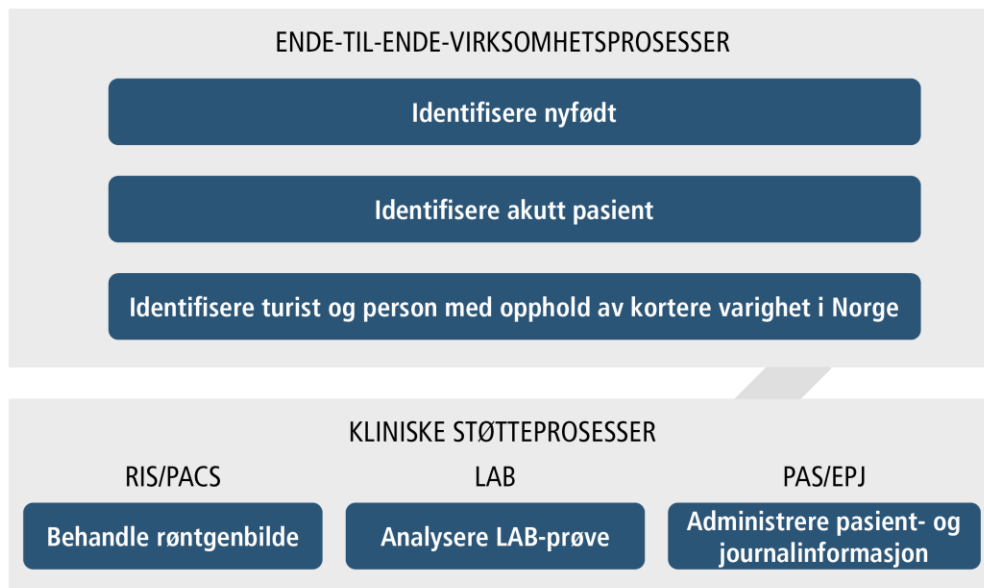 ENDE-TIL-ENDE-VIRKSOMHETSPROSESSER
Identifisere nyfødt
Identifisere akutt pasient
Identifisere turist og person med opphold av kortere varighet i Norge
KLINISKE STØTTEPROSESSER
RIS/PACS
LAB
PAS/EPJ
Behandle røntgenbilde
Analysere LAB-prøve
Administrere pasient- og
journalinformasjon